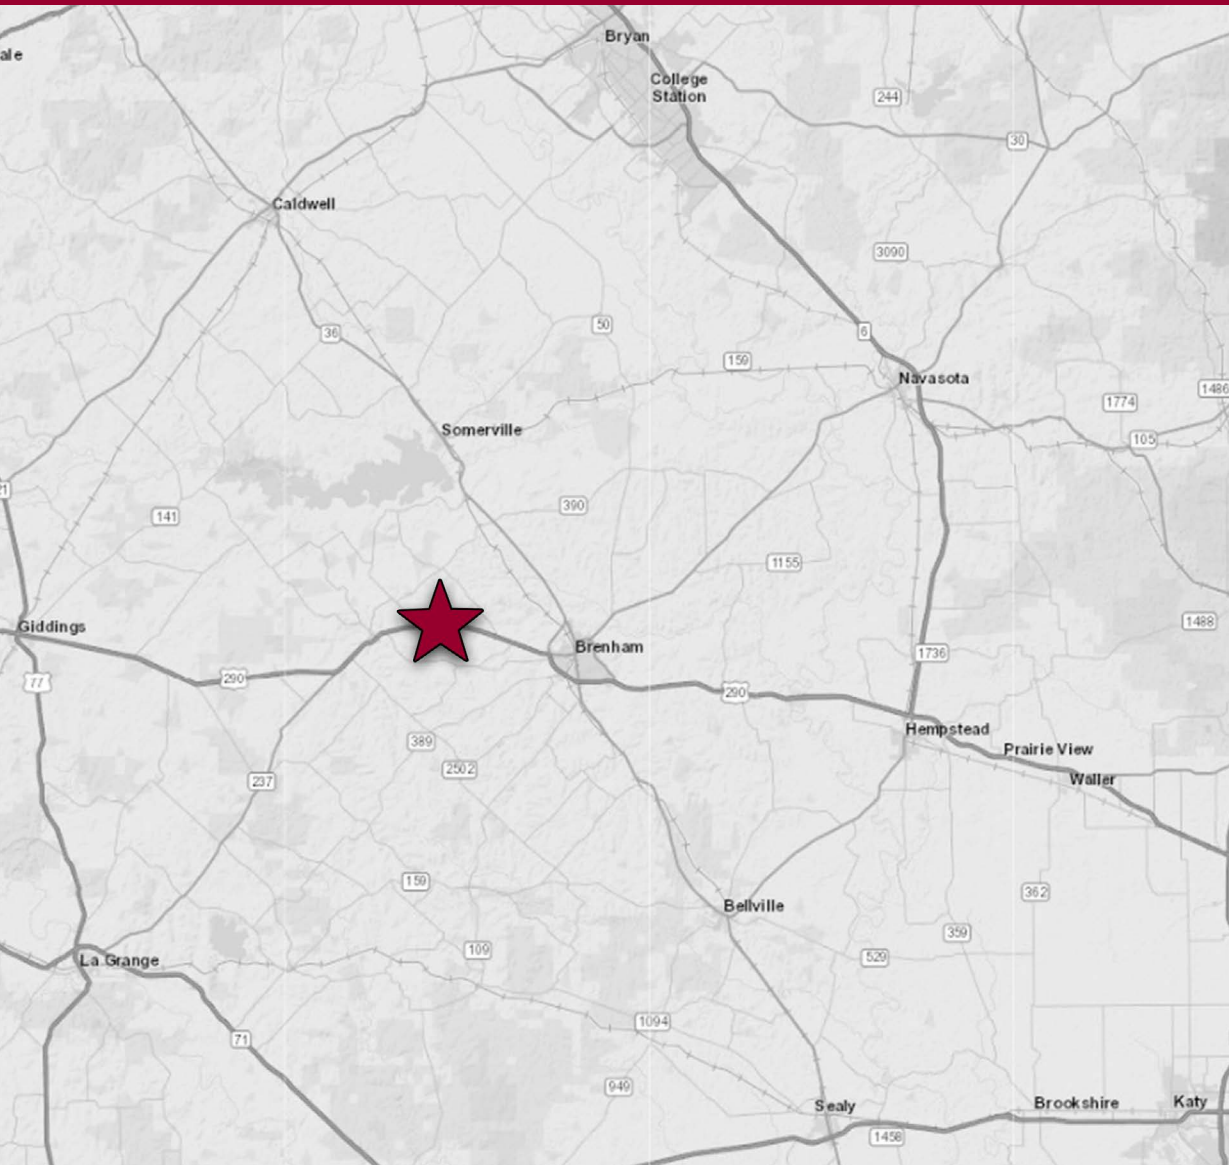 Bryan
ale
College
Station
244
30
Caldwell
3090
36
50
6
159
Navasota
1486
1774
Somerville
105
21
390
141
1155
1488
Giddings
Brenham
1736
77
290
290
Hempstead
389
Prairie View
2502
237
Waller
159
362
Bellville
359
109
529
La Grange
1094
71
949
Sealy
Brookshire
Katy
1458